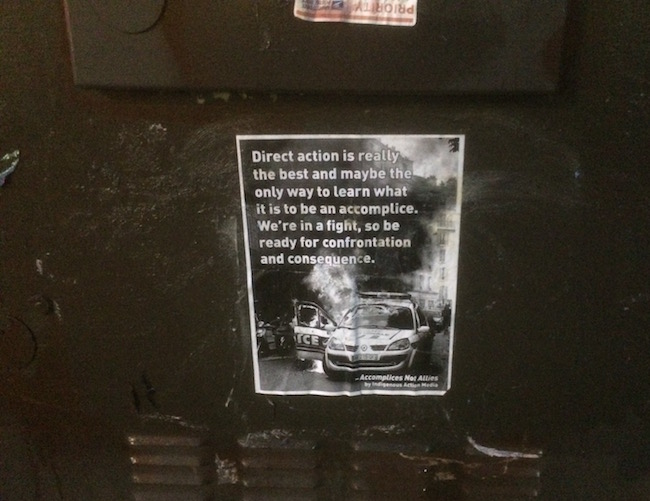 PRIORITY
Direct action is really
the best and maybe the
only way to learn what
it is to be an accomplice.
We're in a fight, so be
ready for confrontation
and consequence.
ICE
Accomplices Not Allies
by Indigenous Action Media